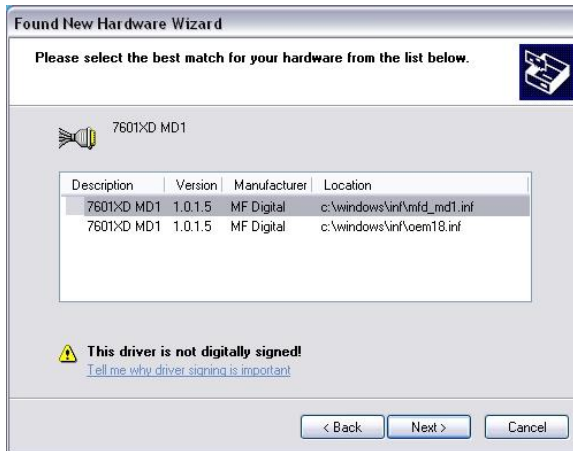 Found New Hardware Wizard
Please select the best match for your hardware from the list below.
7601XD MD1
Description Version Manufacturer Location
7601XD MD1 1.0.1.5 MF Digital c:\windows\inf\mfd_md1.inf
7601XD MD1 1.0.1.5 MF Digital c:\windows\inf\oem18.inf
This driver is not digitally signed!
Tell me why driver signing is important
< Back Next > Cancel